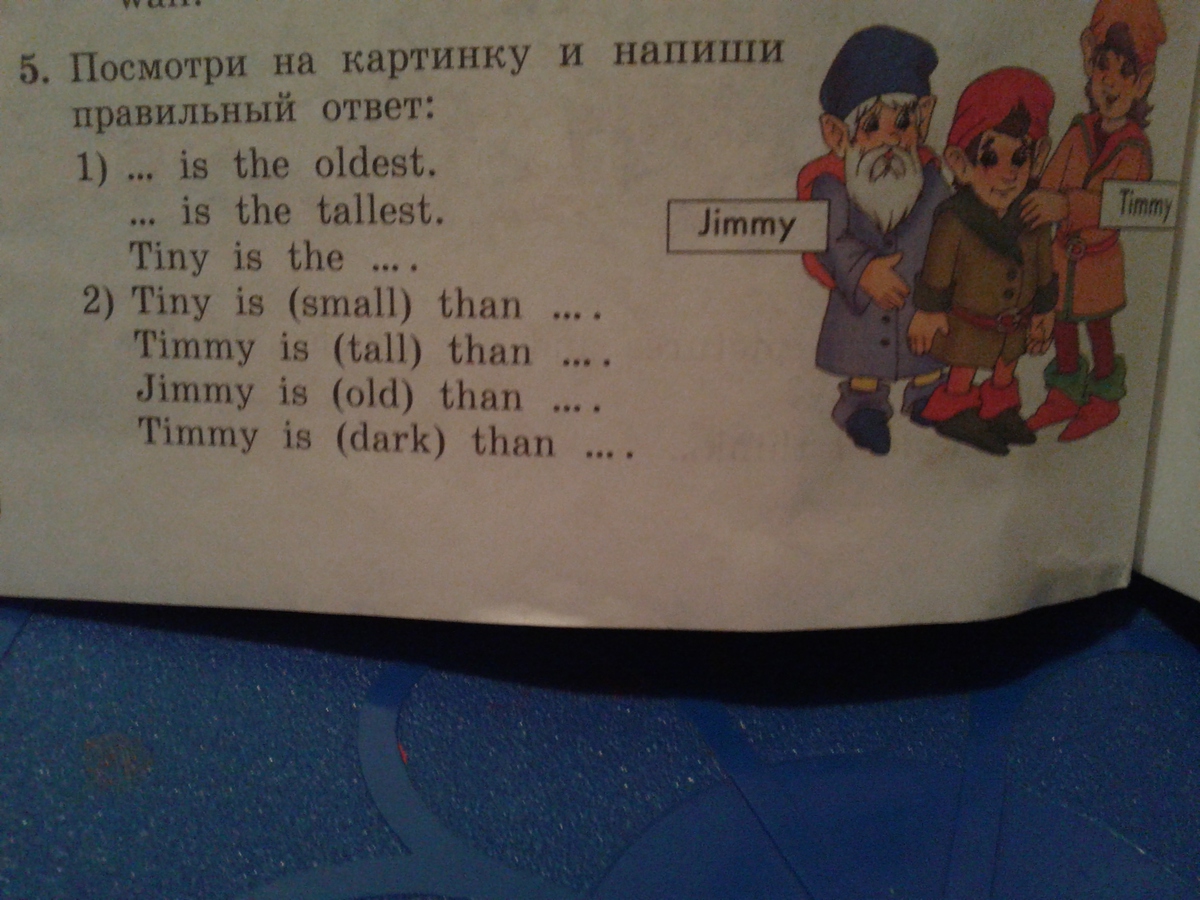 5. Посмотри на картинку и напиши
правильный ответ:
1) ... is the oldest.
... is the tallest.
Tiny is the ... .
2) Tiny is (small) than ... .
Timmy is (tall) than ... .
Jimmy is (old) than ... .
Timmy is (dark) than ... .
Jimmy
Timmy